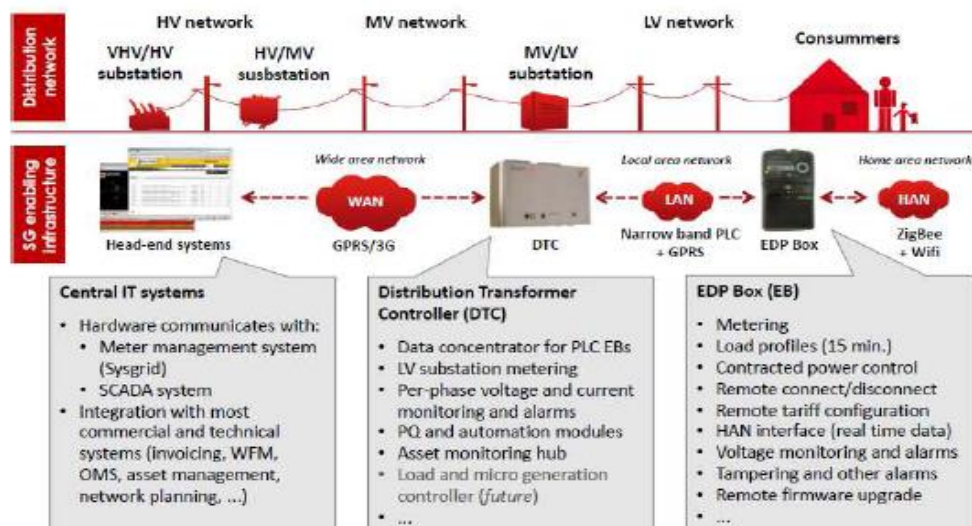 HV network
MV network
LV network
VHV/HV
substation
HV/MV
susbstation
MV/LV
substation
Consummers
Distribution
network
SG enabling
infrastructure
Wide area network
Local area network
Home area network
WAN
LAN
HAN
Head-end systems
GPRS/3G
DTC
Narrow band PLC
+ GPRS
EDP Box
ZigBee
+ Wifi
Central IT systems
• Hardware communicates with:
• Meter management system
(Sysgrid)
• SCADA system
• Integration with most
commercial and technical
systems (invoicing, WFM,
OMS, asset management,
network planning, ...)
Distribution Transformer
Controller (DTC)
• Data concentrator for PLC EBs
• LV substation metering
• Per-phase voltage and current
monitoring and alarms
• PQ and automation modules
• Asset monitoring hub
• Load and micro generation
controller (future)
• ...
EDP Box (EB)
• Metering
• Load profiles (15 min.)
• Contracted power control
• Remote connect/disconnect
• Remote tariff configuration
• HAN interface (real time data)
• Voltage monitoring and alarms
• Tampering and other alarms
• Remote firmware upgrade
• ...